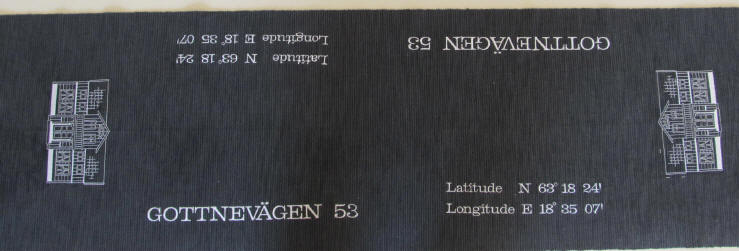 Longitude E 18° 35 07'
Latitude N 63° 18 24'
GOTTNEVÄGEN 53
Latitude N 63° 18 24'
Longitude E 18° 35 07'
GOTTNEVÄGEN 53